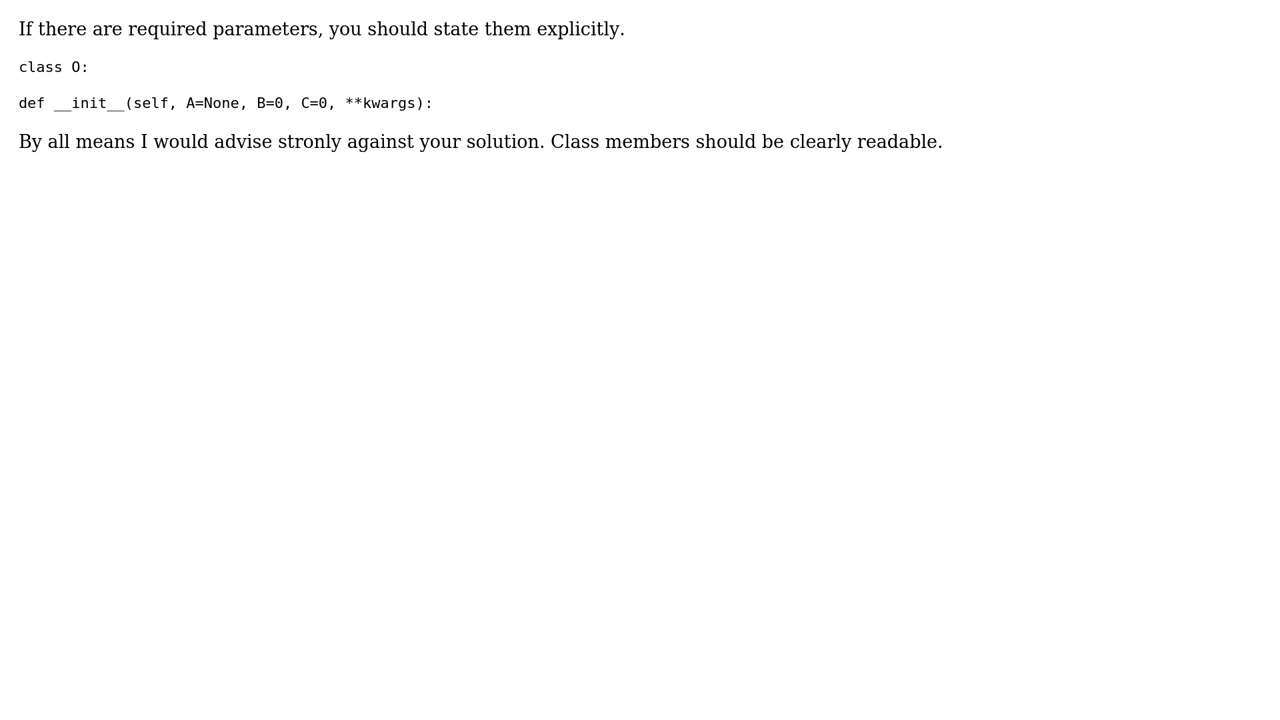 If there are required parameters, you should state them explicitly.
class O:
def __init__(self, A=None, B=0, C=0, **kwargs):
By all means I would advise stronly against your solution. Class members should be clearly readable.